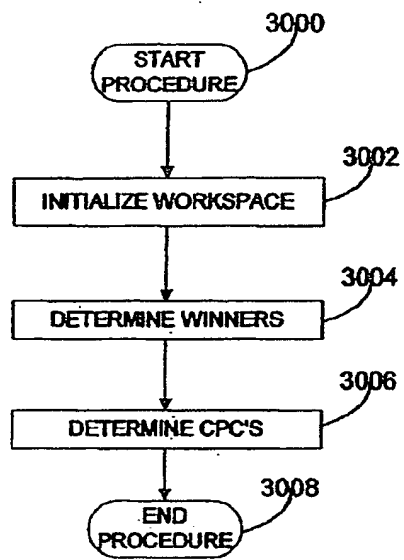 3000
START
PROCEDURE
3002
INITIALIZE WORKSPACE
3004
DETERMINE WINNERS
3006
DETERMINE CPC'S
3008
END
PROCEDURE